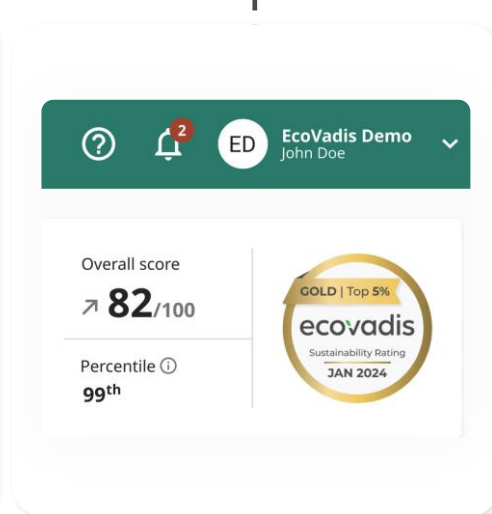 2
ED
EcoVadis Demo
John Doe
Overall score
82/100
Percentile
99th
GOLD | Top 5%
ecovadis
Sustainability Rating
JAN 2024